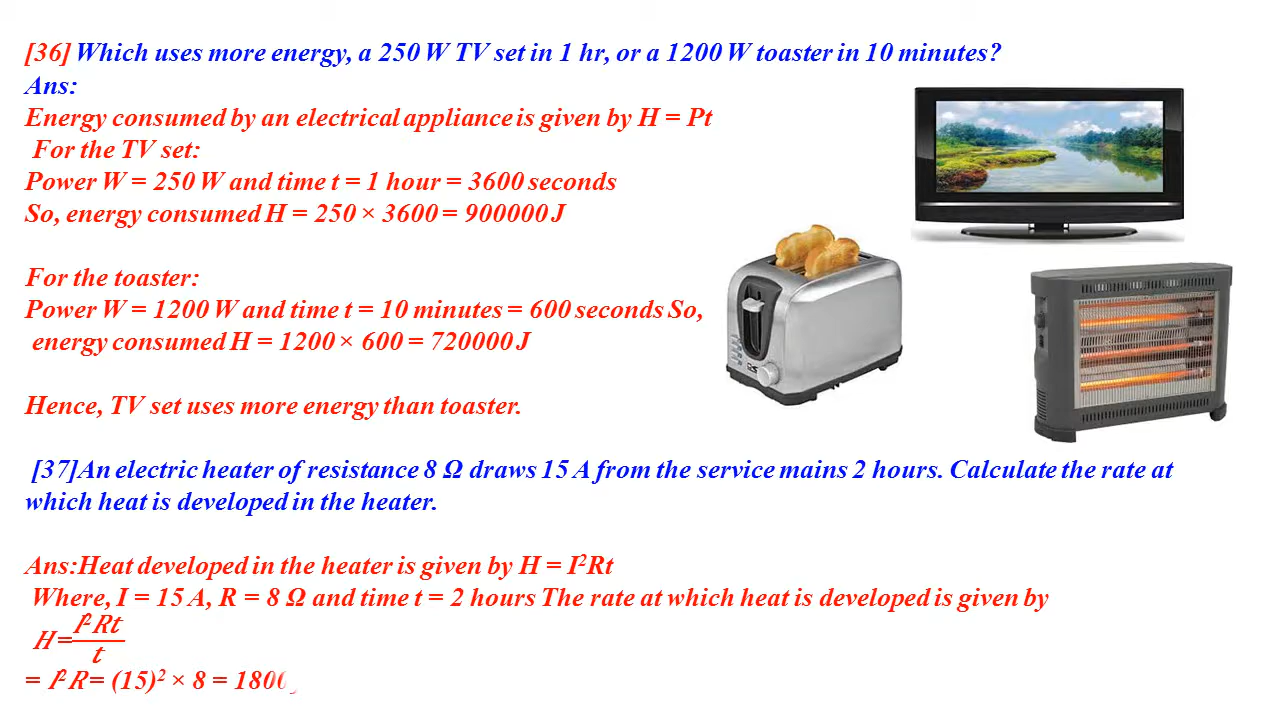 [36] Which uses more energy, a 250 W TV set in 1 hr, or a 1200 W toaster in 10 minutes?
Ans:
Energy consumed by an electrical appliance is given by H = Pt
For the TV set:
Power W = 250 W and time t = 1 hour = 3600 seconds
So, energy consumed H = 250 × 3600 = 900000 J
For the toaster:
Power W = 1200 W and time t = 10 minutes = 600 seconds So,
energy consumed H = 1200 × 600 = 720000 J
Hence, TV set uses more energy than toaster.
[37]An electric heater of resistance 8 Ω draws 15 A from the service mains 2 hours. Calculate the rate at
which heat is developed in the heater.
Ans:Heat developed in the heater is given by H = I²Rt
Where, I = 15 A, R = 8 Ω and time t = 2 hours The rate at which heat is developed is given by
H = I²Rt / t
= I²R = (15)² × 8 = 1800